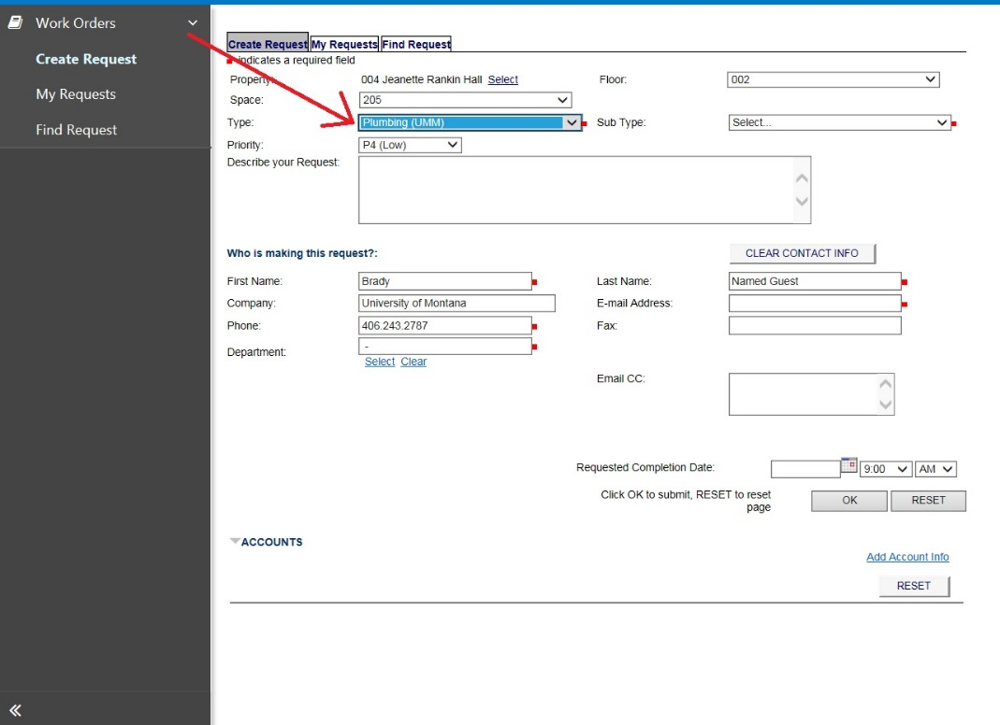 Work Orders
Create Request
My Requests
Find Request
Create Request My Requests Find Request
indicates a required field
Property: 004 Jeanette Rankin Hall Select Floor: 002
Space: 205
Type: Plumbing (UMM) Sub Type: Select...
Priority: P4 (Low)
Describe your Request:
Who is making this request?: CLEAR CONTACT INFO
First Name: Brady Last Name: Named Guest
Company: University of Montana E-mail Address:
Phone: 406.243.2787 Fax:
Department: -
Select Clear
Email CC:
Requested Completion Date: 9:00 AM
Click OK to submit, RESET to reset
page
OK RESET
ACCOUNTS
Add Account Info
RESET